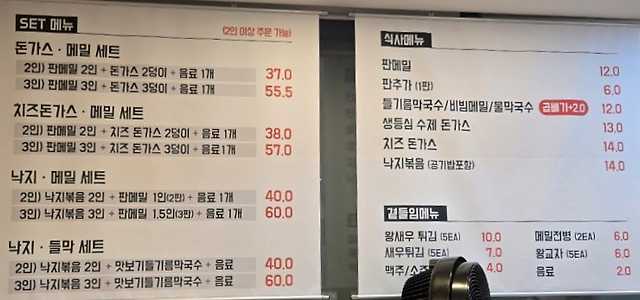 SET 메뉴
(2인 이상 주문 가능)
돈가스 · 메밀 세트
2인) 판메밀 2인 + 돈가스 2덩이 + 음료 1개 37.0
3인) 판메밀 3인 + 돈가스 3덩이 + 음료 1개 55.5
치즈돈가스 · 메밀 세트
2인) 판메밀 2인 + 치즈 돈가스 2덩이 + 음료 1개 38.0
3인) 판메밀 3인 + 치즈 돈가스 3덩이 + 음료 1개 57.0
낙지 · 메밀 세트
2인) 낙지볶음 2인 + 판메밀 1인(2판) + 음료 1개 40.0
3인) 낙지볶음 3인 + 판메밀 1.5인(3판) + 음료 1개 60.0
낙지 · 들막 세트
2인) 낙지볶음 2인 + 맛보기들기름막국수 + 음료 40.0
3인) 낙지볶음 3인 + 맛보기들기름막국수 + 음료 60.0
식사메뉴
판메밀 12.0
판추가 (1판) 6.0
들기름막국수/비빔메밀/물막국수 곱빼기+2.0 12.0
생등심 수제 돈가스 13.0
치즈 돈가스 14.0
낙지볶음 (공기밥포함) 14.0
곁들임메뉴
왕새우 튀김 (5EA) 10.0
새우튀김 (5EA) 7.0
맥주/소주 4.0
메밀전병 (2EA) 6.0
왕교자 (5EA) 6.0
음료 2.0